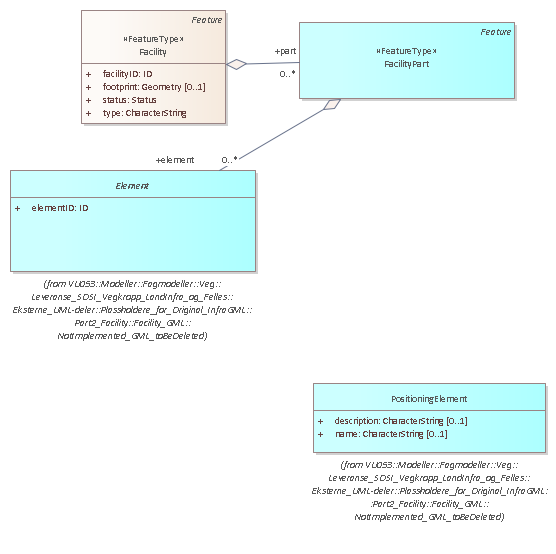 Feature
«FeatureType»
Facility
+ facilityID: ID
+ footprint: Geometry [0..1]
+ status: Status
+ type: CharacterString
+part
0..*
Feature
«FeatureType»
FacilityPart
+element
0..*
Element
+ elementID: ID
(from VU053::Modeller::Fagmodeller::Veg::
Leveranse_SOSI_Vegkrapp_LandInfra_og_Felles::
Eksterne_UML-deler::Plassholdere_for_Original_InfraGML::
Part2_Facility::Facility_GML::
NotImplemented_GML_toBeDeleted)
PositioningElement
+ description: CharacterString [0..1]
+ name: CharacterString [0..1]
(from VU053::Modeller::Fagmodeller::Veg::
Leveranse_SOSI_Vegkrapp_LandInfra_og_Felles::
Eksterne_UML-deler::Plassholdere_for_Original_InfraGML:
:Part2_Facility::Facility_GML::
NotImplemented_GML_toBeDeleted)